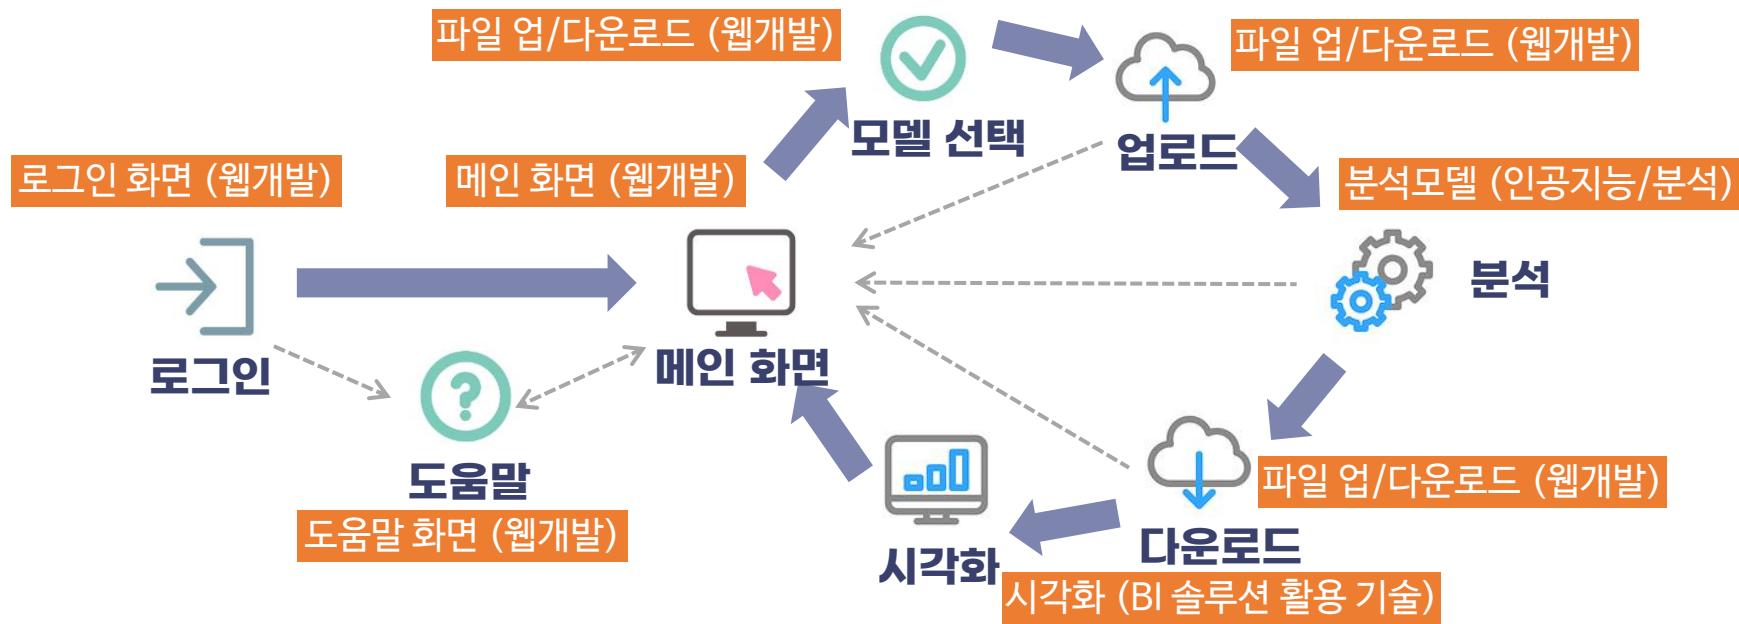 파일 업/다운로드 (웹개발)
파일 업/다운로드 (웹개발)
모델 선택
업로드
로그인 화면 (웹개발)
메인 화면 (웹개발)
분석모델 (인공지능/분석)
분석
로그인
메인 화면
도움말
도움말 화면 (웹개발)
파일 업/다운로드 (웹개발)
다운로드
시각화
시각화 (BI 솔루션 활용 기술)